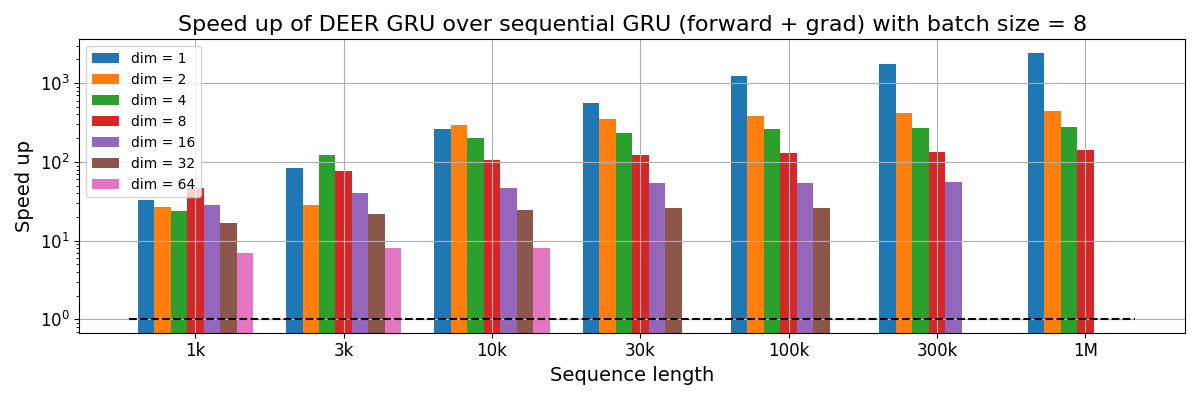 Speed up of DEER GRU over sequential GRU (forward + grad) with batch size = 8
dim = 1
dim = 2
dim = 4
dim = 8
dim = 16
dim = 32
dim = 64
Speed up
10³
10²
10¹
10⁰
1k 3k 10k 30k 100k 300k 1M
Sequence length